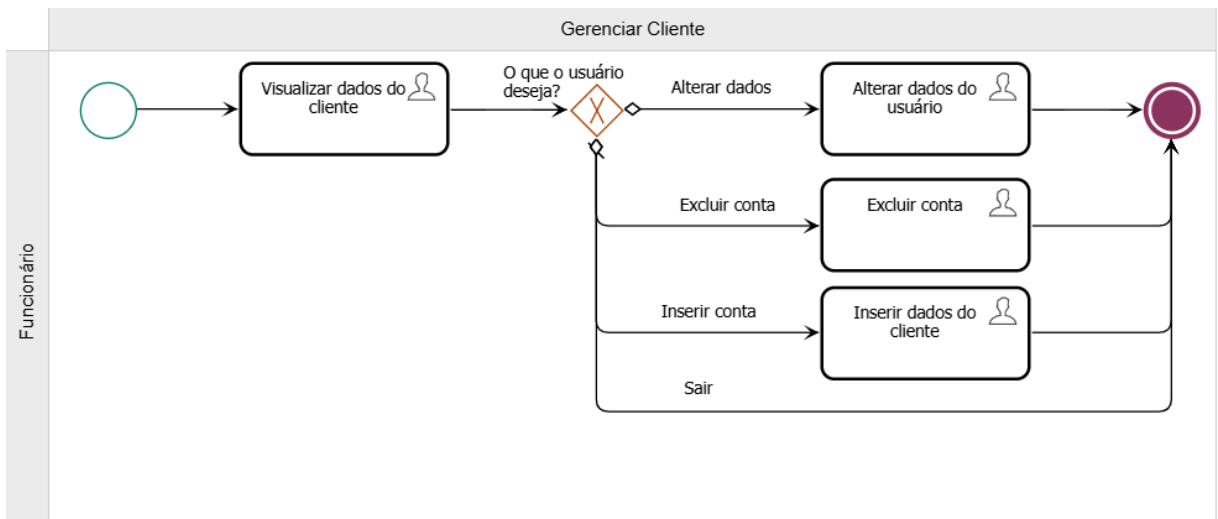 Gerenciar Cliente
Funcionário
Visualizar dados do
cliente
O que o usuário
deseja?
Alterar dados
Alterar dados do
usuário
Excluir conta
Excluir conta
Inserir conta
Inserir dados do
cliente
Sair